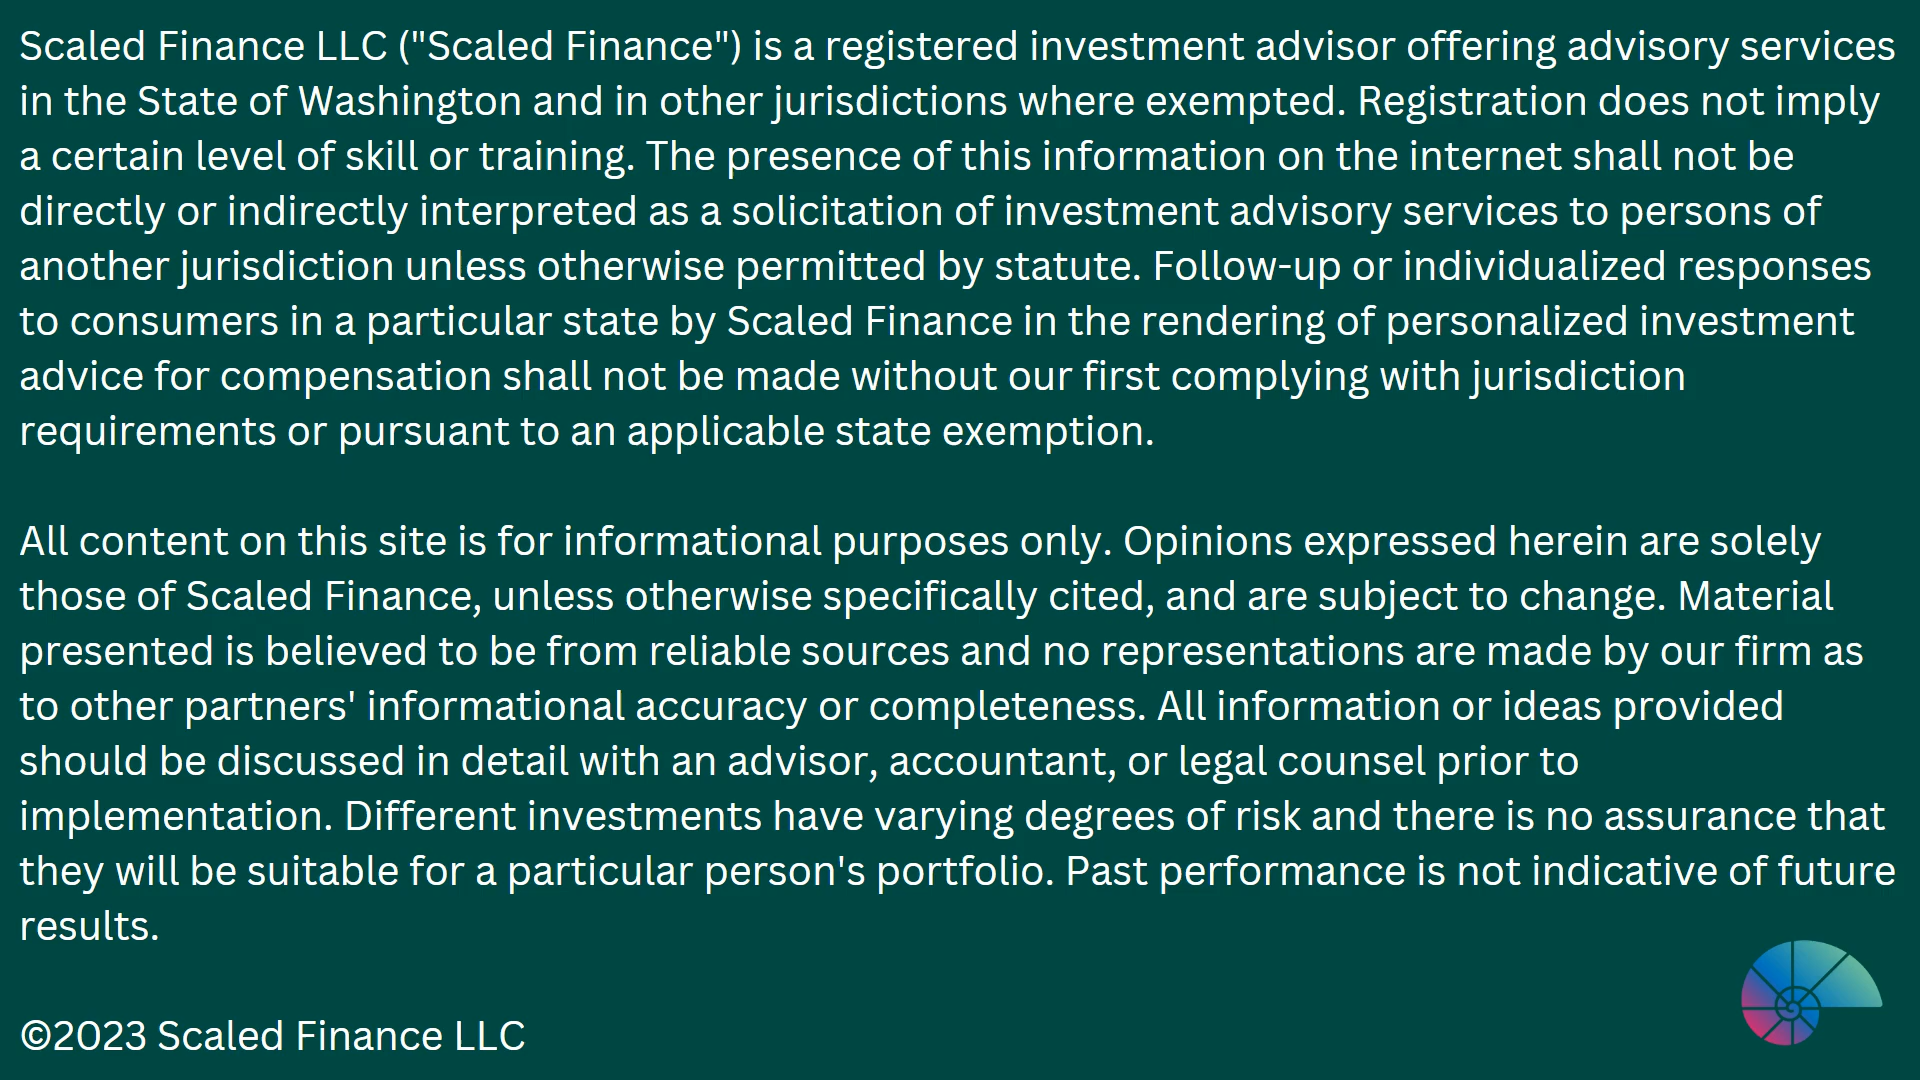 Scaled Finance LLC ("Scaled Finance") is a registered investment advisor offering advisory services
in the State of Washington and in other jurisdictions where exempted. Registration does not imply
a certain level of skill or training. The presence of this information on the internet shall not be
directly or indirectly interpreted as a solicitation of investment advisory services to persons of
another jurisdiction unless otherwise permitted by statute. Follow-up or individualized responses
to consumers in a particular state by Scaled Finance in the rendering of personalized investment
advice for compensation shall not be made without our first complying with jurisdiction
requirements or pursuant to an applicable state exemption.
All content on this site is for informational purposes only. Opinions expressed herein are solely
those of Scaled Finance, unless otherwise specifically cited, and are subject to change. Material
presented is believed to be from reliable sources and no representations are made by our firm as
to other partners' informational accuracy or completeness. All information or ideas provided
should be discussed in detail with an advisor, accountant, or legal counsel prior to
implementation. Different investments have varying degrees of risk and there is no assurance that
they will be suitable for a particular person's portfolio. Past performance is not indicative of future
results.
©2023 Scaled Finance LLC